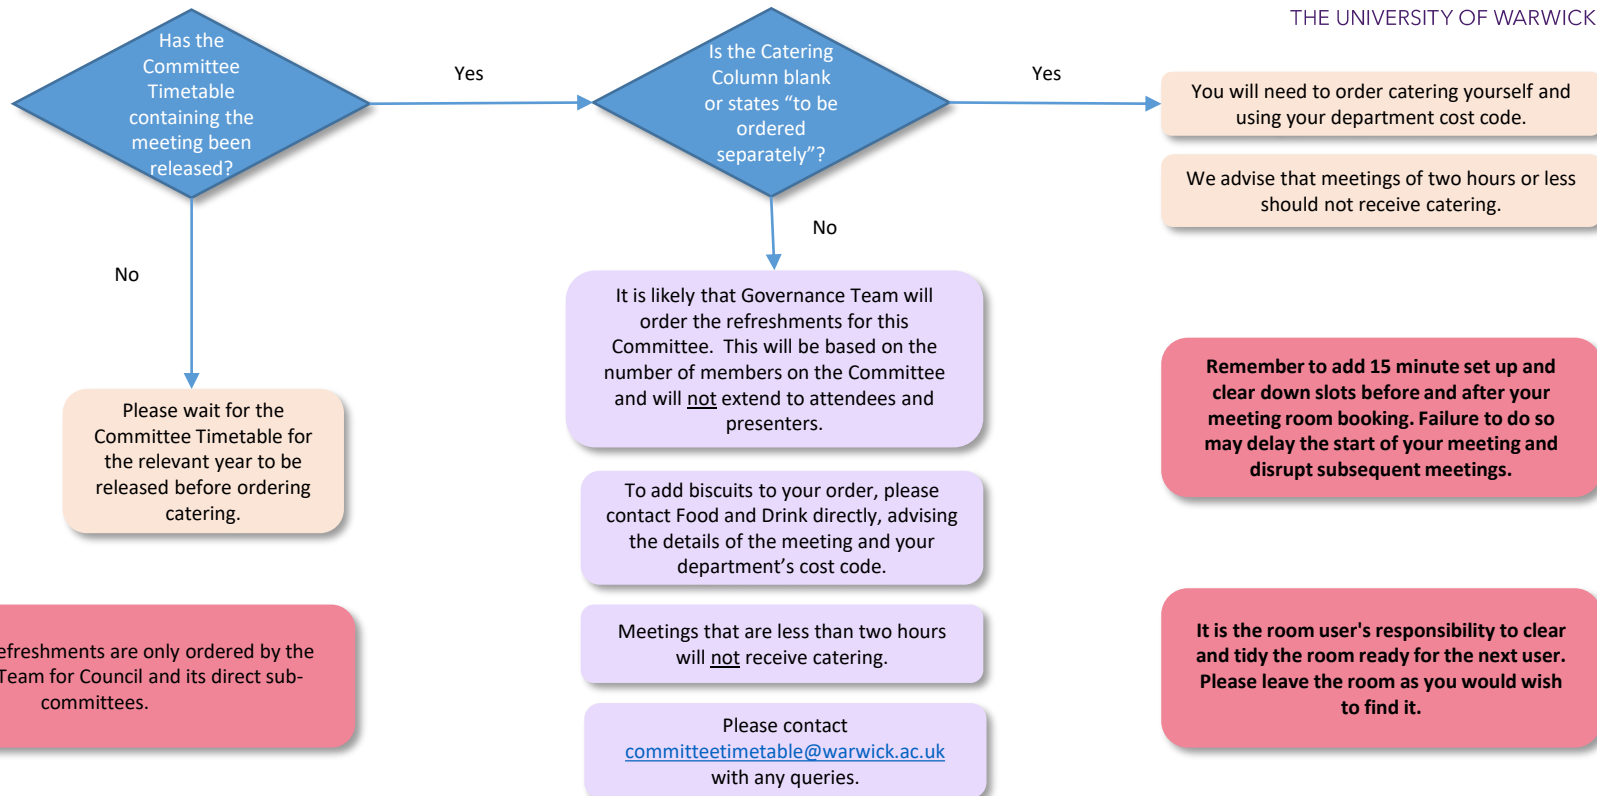 THE UNIVERSITY OF WARWICK
Has the
Committee
Timetable
containing the
meeting been
released?
Yes
Is the Catering
Column blank
or states “to be
ordered
separately”?
Yes
You will need to order catering yourself and
using your department cost code.
We advise that meetings of two hours or less
should not receive catering.
No
No
It is likely that Governance Team will
order the refreshments for this
Committee.  This will be based on the
number of members on the Committee
and will not extend to attendees and
presenters.
Remember to add 15 minute set up and
clear down slots before and after your
meeting room booking. Failure to do so
may delay the start of your meeting and
disrupt subsequent meetings.
Please wait for the
Committee Timetable for
the relevant year to be
released before ordering
catering.
To add biscuits to your order, please
contact Food and Drink directly, advising
the details of the meeting and your
department’s cost code.
efreshments are only ordered by the
Team for Council and its direct sub-
committees.
Meetings that are less than two hours
will not receive catering.
It is the room user's responsibility to clear
and tidy the room ready for the next user.
Please leave the room as you would wish
to find it.
Please contact
committeetimetable@warwick.ac.uk
with any queries.